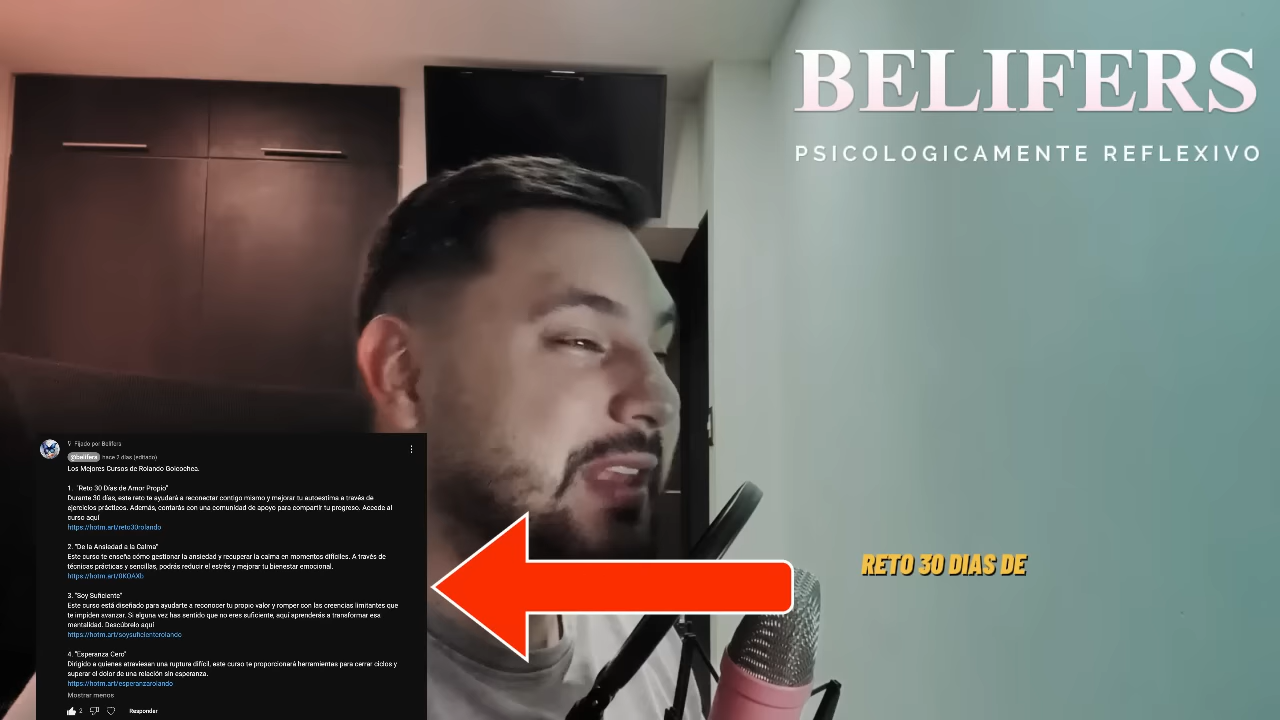 BELIFERS
PSICOLOGICAMENTE REFLEXIVO
Fijado por Belifers
@belifers hace 2 días (editado)
Los Mejores Cursos de Rolando Goicochea.
1. "Reto 30 Días de Amor Propio"
Durante 30 días, este reto te ayudará a reconectar contigo mismo y mejorar tu autoestima a través de
ejercicios prácticos. Además, contarás con una comunidad de apoyo para compartir tu progreso. Accede al
curso aquí
https://hotm.art/reto30rolando
2. "De la Ansiedad a la Calma"
Este curso te enseña cómo gestionar la ansiedad y recuperar la calma en momentos difíciles. A través de
técnicas prácticas y sencillas, podrás reducir el estrés y mejorar tu bienestar emocional.
https://hotm.art/0KOAXb
3. "Soy Suficiente"
Este curso está diseñado para ayudarte a reconocer tu propio valor y romper con las creencias limitantes que
te impiden avanzar. Si alguna vez has sentido que no eres suficiente, aquí aprenderás a transformar esa
mentalidad. Descúbrelo aquí
https://hotm.art/soysuficienterolando
4. "Esperanza Cero"
Dirigido a quienes atraviesan una ruptura difícil, este curso te proporcionará herramientas para cerrar ciclos y
superar el dolor de una relación sin esperanza.
https://hotm.art/esperanzarolando
Mostrar menos
2 Responder
RETO 30 DIAS DE